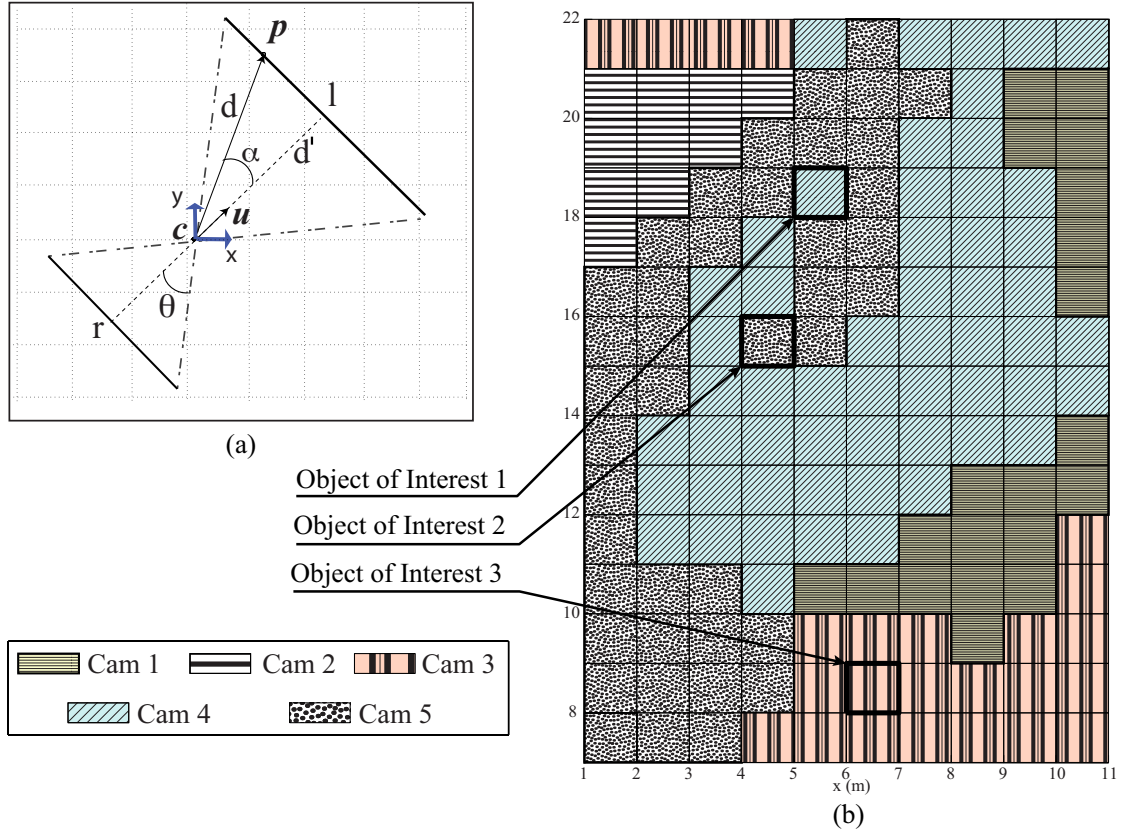 p
d
l
α
d'
y
u
c
x
θ
r
(a)
22
20
18
16
14
12
10
8
1 2 3 4 5 6 7 8 9 10 11
x (m)
(b)
Object of Interest 1
Object of Interest 2
Object of Interest 3
Cam 1 Cam 2 Cam 3
Cam 4 Cam 5